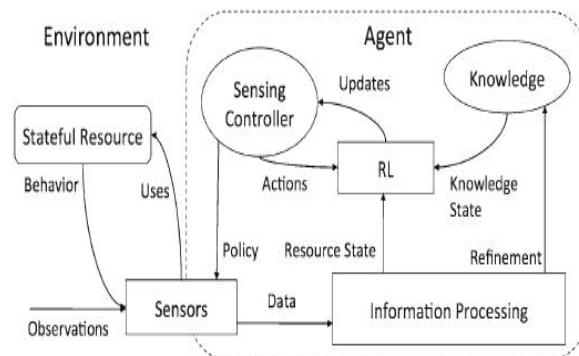 Environment
Agent
Sensing
Controller
Updates
Knowledge
Stateful Resource
RL
Behavior
Uses
Actions
Knowledge
State
Policy
Resource State
Refinement
Sensors
Data
Information Processing
Observations